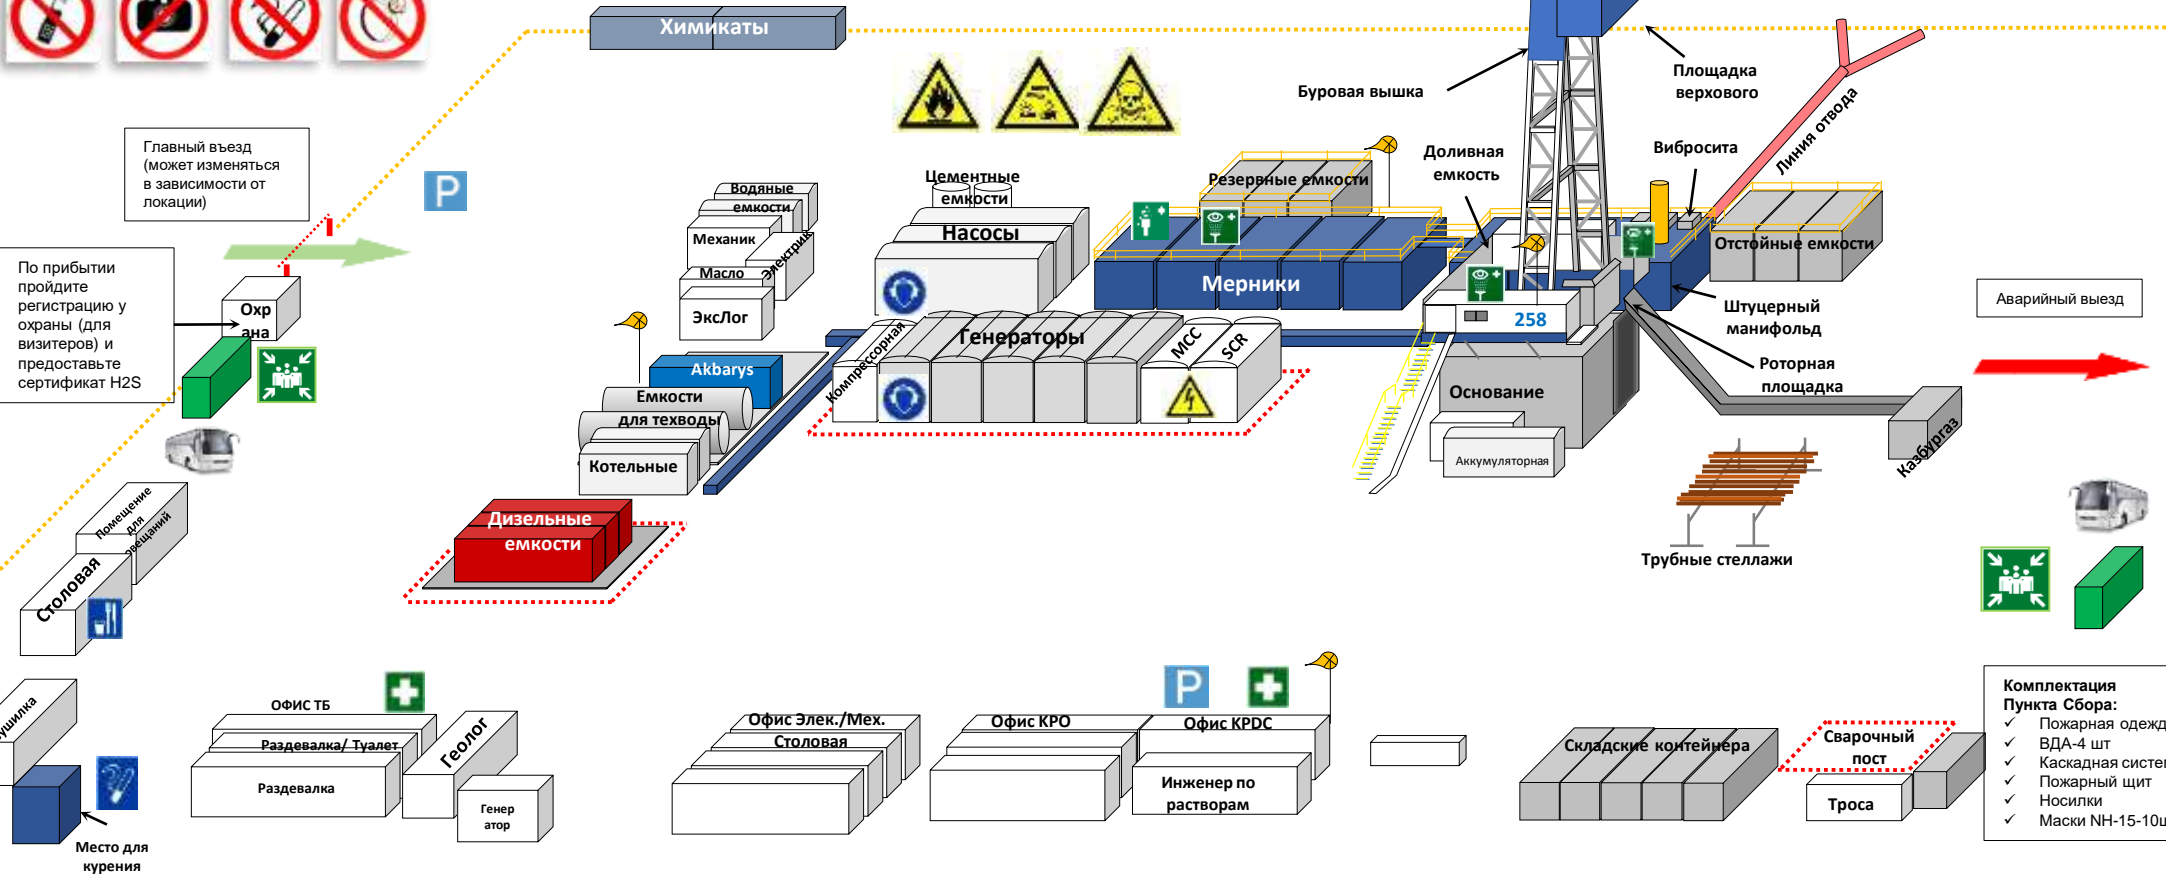 Химикаты
Площадка
верхового
Буровая вышка
Линия отвода
Главный въезд
(может изменяться
в зависимости от
локации)
P
Доливная
емкость
Вибросита
Резервные емкости
Цементные
емкости
Водяные
емкости
Механик
Электрик
Насосы
Отстойные емкости
По прибытии
пройдите
регистрацию у
охраны (для
визитеров) и
предоставьте
сертификат H2S
Охр
ана
Масло
ЭксЛог
Мерники
258
Штуцерный
манифольд
Аварийный выезд
Компрессорная
Генераторы
MCC
SCR
Роторная
площадка
Akbarys
Емкости
для техводы
Котельные
Основание
Аккумуляторная
Казбургаз
Помещение
для
Столовая
Дизельные
емкости
Трубные стеллажи
ОФИС ТБ
Раздевалка/ Туалет
Раздевалка
Геолог
Генер
атор
Место для
курения
Офис Элек./Мех.
Столовая
P
Офис KPO
Офис KPDC
Инженер по
растворам
Складские контейнера
Сварочный
пост
Троса
Комплектация
Пункта Сбора:
✓ Пожарная одежд
✓ ВДА-4 шт
✓ Каскадная систе
✓ Пожарный щит
✓ Носилки
✓ Маски NH-15-10ш